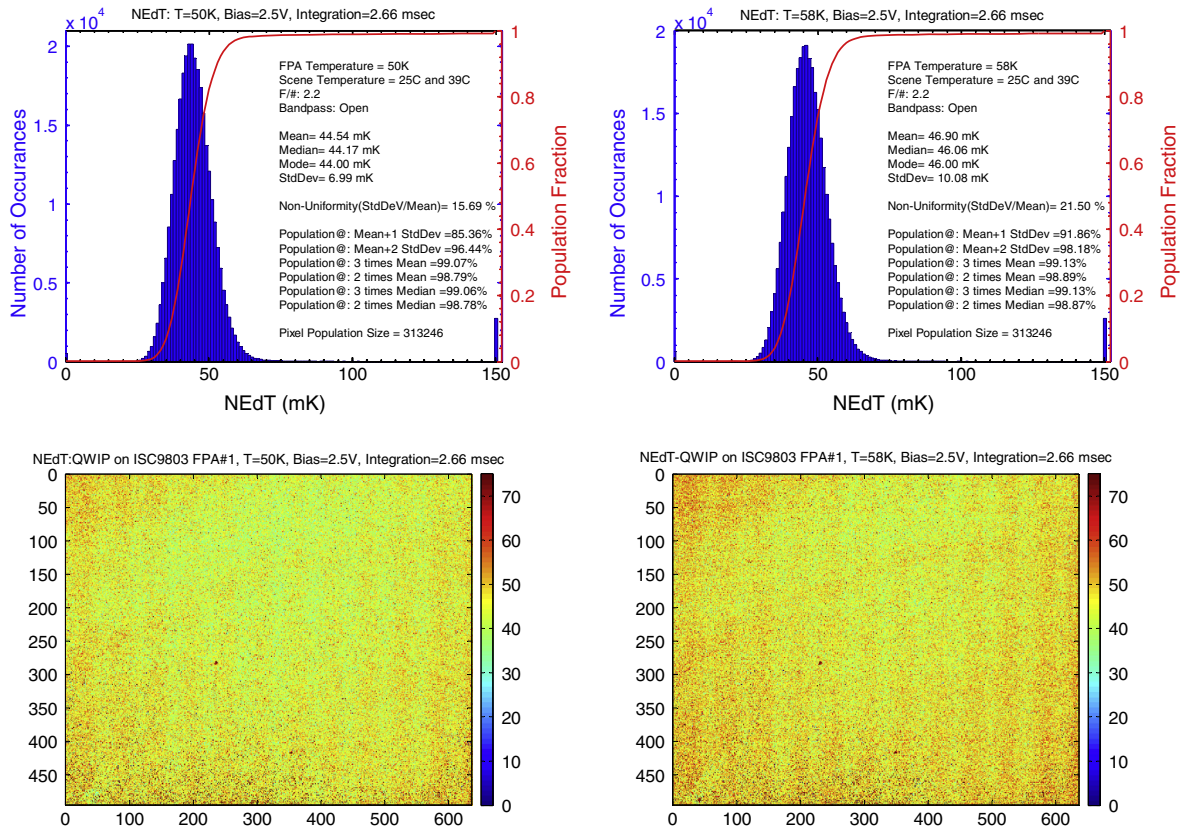 NEdT: T=50K, Bias=2.5V, Integration=2.66 msec
x 10^4
2
1.5
1
0.5
0
Number of Occurances
FPA Temperature = 50K
Scene Temperature = 25C and 39C
F/#: 2.2
Bandpass: Open
Mean= 44.54 mK
Median= 44.17 mK
Mode= 44.00 mK
StdDev= 6.99 mK
Non-Uniformity(StdDeV/Mean)= 15.69 %
Population@: Mean+1 StdDev =85.36%
Population@: Mean+2 StdDev =96.44%
Population@: 3 times Mean =99.07%
Population@: 2 times Mean =98.79%
Population@: 3 times Median =99.06%
Population@: 2 times Median =98.78%
Pixel Population Size = 313246
1
0.8
0.6
0.4
0.2
0
Population Fraction
0 50 100 150
NEdT (mK)
NEdT: T=58K, Bias=2.5V, Integration=2.66 msec
x 10^4
2
1.5
1
0.5
0
Number of Occurances
FPA Temperature = 58K
Scene Temperature = 25C and 39C
F/#: 2.2
Bandpass: Open
Mean= 46.90 mK
Median= 46.06 mK
Mode= 46.00 mK
StdDev= 10.08 mK
Non-Uniformity(StdDeV/Mean)= 21.50 %
Population@: Mean+1 StdDev =91.86%
Population@: Mean+2 StdDev =98.18%
Population@: 3 times Mean =99.13%
Population@: 2 times Mean =98.89%
Population@: 3 times Median =99.13%
Population@: 2 times Median =98.87%
Pixel Population Size = 313246
1
0.8
0.6
0.4
0.2
0
Population Fraction
0 50 100 150
NEdT (mK)
NEdT:QWIP on ISC9803 FPA#1, T=50K, Bias=2.5V, Integration=2.66 msec
0
50
100
150
200
250
300
350
400
450
0 100 200 300 400 500 600
70
60
50
40
30
20
10
0
NEdT-QWIP on ISC9803 FPA#1, T=58K, Bias=2.5V, Integration=2.66 msec
0
50
100
150
200
250
300
350
400
450
0 100 200 300 400 500 600
70
60
50
40
30
20
10
0